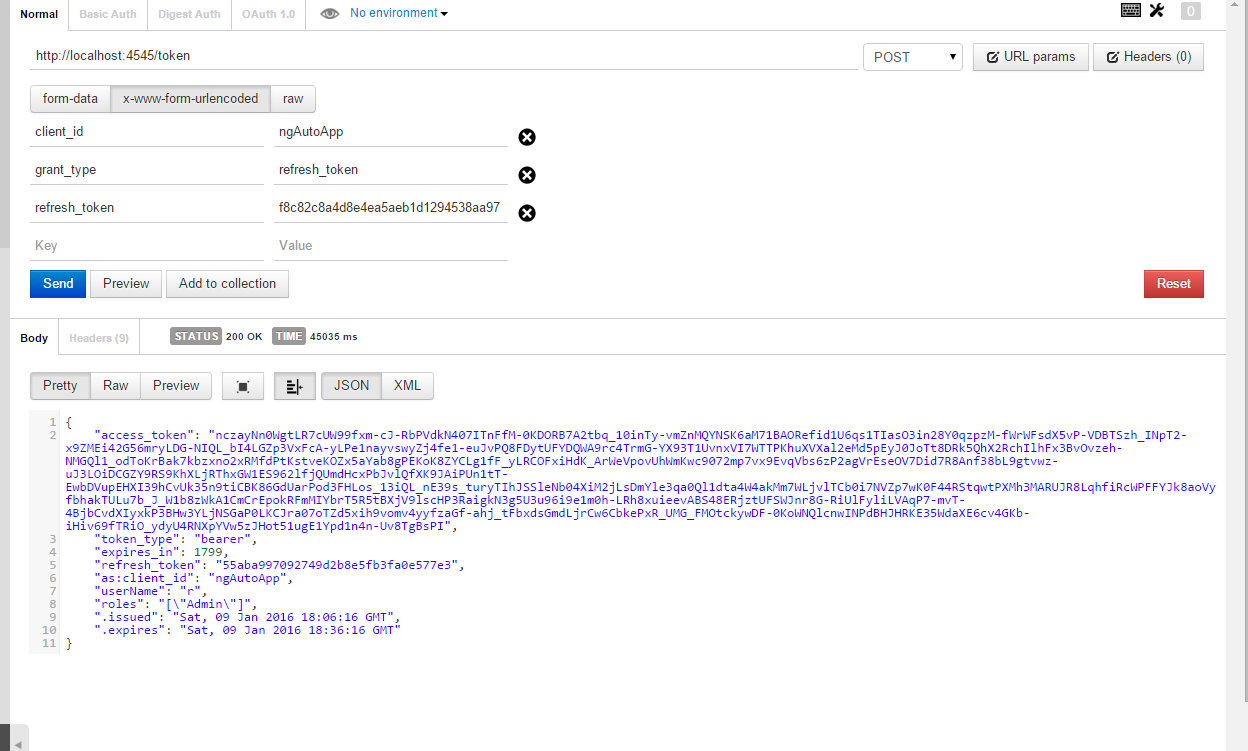 Normal Basic Auth Digest Auth OAuth 1.0 No environment 0
http://localhost:4545/token POST URL params Headers (0)
form-data x-www-form-urlencoded raw
client_id ngAutoApp
grant_type refresh_token
refresh_token f8c82c8a4d8e4ea5aeb1d1294538aa97
Key Value
Send Preview Add to collection Reset
Body Headers (9) STATUS 200 OK TIME 45035 ms
Pretty Raw Preview JSON XML
1 {
2 "access_token": "nczayNn0WgtLR7cUW99fxm-cJ-RbPVdkN407ITnFfM-0KDORB7A2tbq_10inTy-vmZnMQYNSK6aM71BAORefid1U6qs1TIasO3in28Y0qzpzM-fWrWFsdX5vP-VDBTSzh_INpT2-
x9ZMEi42G56mryLDG-NIQL_bI4LGZp3VxFcA-yLPe1nayvswyZj4fe1-euJvPQ8FDytUFYDQWA9rc4TrmG-YX93T1UvnxVI7WTTPKhuXVXal2eMd5pEyJ0JoTt8DRk5QhX2RchIlhFx3BvOvzeh-
NMGQl1_odToKrBak7kbzxno2xRMfdPtKstveKOZx5aYab8gPEKoK8ZYCLg1fF_yLRCOFxiHdK_ArWeVpovUhWmKwc9072mp7vx9EvqVbs6zP2agVrEseOV7Did7R8Anf38bL9gtvwz-
uJ3LOiDCGZY9RS9KhXLjRThxGW1ES962lfjQUmdHcxPbJvlQfXK9JAiPUn1tT-
EwbDVupEHXI39hCvUk35n9tiCBK86GdUarPod3FHLos_13iQL_nE39s_turyTIhJSSleNb04XiM2jLsDmYle3qa0Ql1dta4W4akMm7WLjvlTCb0i7NVZp7wK0F44RStqwtPXMh3MARUJR8LqhfiRcWPFFYJk8aoVy
fbhakTULu7b_J_W1b8zWkA1CmCrEpokRFmMIYbrT5R5tBXjV9lscHP3RaigkN3g5U3u96i9e1m0h-LRh8xuieevABS48ERjztUFSWJnr8G-RiUlFyliLVAqP7-mvT-
4BjbCvdXIyxkP3BHw3YLjNSGaP0LKCJra07oTZd5xih9vomv4yyfzaGf-ahj_tFbxdsGmdLjrCw6CbkePxR_UMG_FMOtckywDF-0KoWNQlcnwINPdBHJHRKE35WdaXE6cv4GKb-
iHiv69fTRiO_ydyU4RNXpYVw5zJHot51ugE1Ypd1n4n-Uv8TgBsPI",
3 "token_type": "bearer",
4 "expires_in": 1799,
5 "refresh_token": "55aba997092749d2b8e5fb3fa0e577e3",
6 "as:client_id": "ngAutoApp",
7 "userName": "r",
8 "roles": "[\"Admin\"]",
9 ".issued": "Sat, 09 Jan 2016 18:06:16 GMT",
10 ".expires": "Sat, 09 Jan 2016 18:36:16 GMT"
11 }